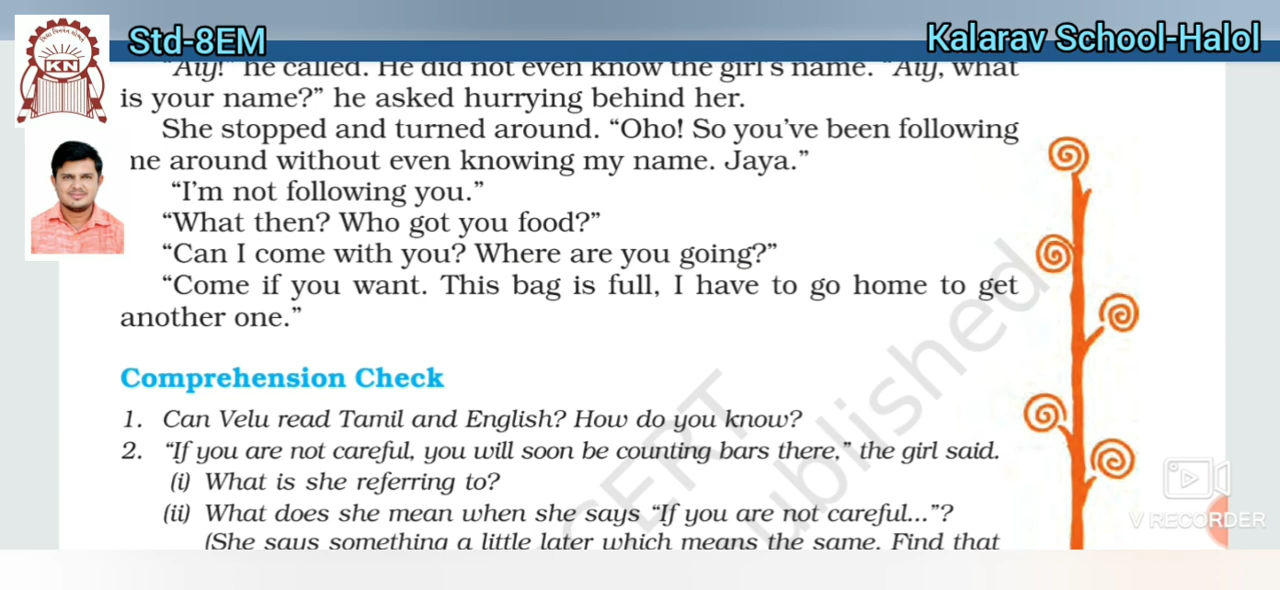 Std-8EM
Kalarav School-Halol
KN
"Aiy!" he called. He did not even know the girl's name. "Aiy, what
is your name?" he asked hurrying behind her.
She stopped and turned around. "Oho! So you've been following
ne around without even knowing my name. Jaya."
"I'm not following you."
"What then? Who got you food?"
"Can I come with you? Where are you going?"
"Come if you want. This bag is full, I have to go home to get
another one."
Comprehension Check
1. Can Velu read Tamil and English? How do you know?
2. "If you are not careful, you will soon be counting bars there," the girl said.
(i) What is she referring to?
(ii) What does she mean when she says "If you are not careful..."?
(She says something a little later which means the same. Find that
CERT
ublished
V RECORDER